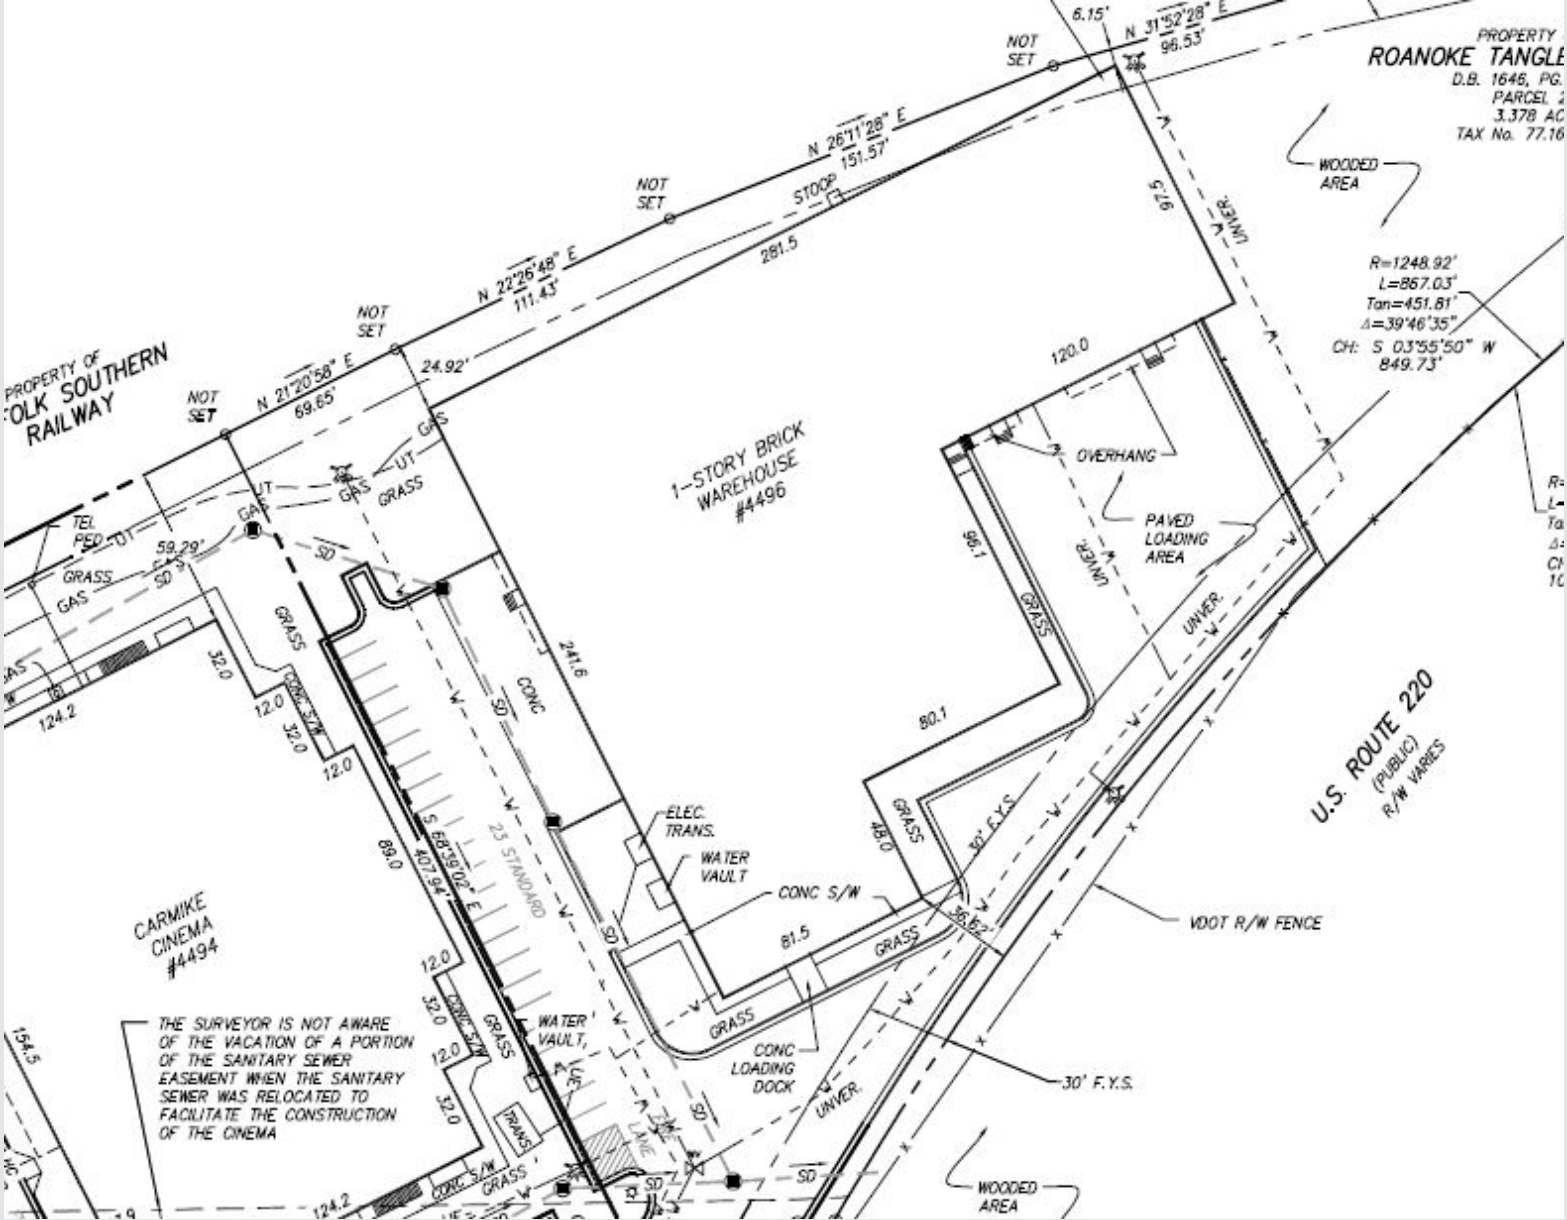 6.15'
N 31°52'28" E
96.53'
NOT
SET
PROPERTY
ROANOKE TANGLE
D.B. 1646, PG.
PARCEL 2
3.378 AC
TAX No. 77.16
N 26°11'28" E
151.57'
STOOP
97.5
UNVER.
WOODED
AREA
NOT
SET
281.5
N 22°26'48" E
111.43'
R=1248.92'
L=867.03'
Tan=451.81'
Δ=39°46'35"
CH: S 03°55'50" W
849.73'
NOT
SET
24.92'
120.0
PROPERTY OF
FOLK SOUTHERN
RAILWAY
NOT
SET
N 21°20'58" E
69.65'
GAS
UT
GAS
GRASS
UT
GAS
1-STORY BRICK
WAREHOUSE
#4496
OVERHANG
PAVED
LOADING
AREA
TEL
PED
UT
59.29'
SD
SD
GRASS
GAS
GAS
W
96.1
UNVER.
GRASS
UNVER.
GRASS
32.0
12.0
CONC S/W
32.0
12.0
124.2
241.6
CONC
SD
W
80.1
U.S. ROUTE 220
(PUBLIC)
R/W VARIES
ELEC.
TRANS.
WATER
VAULT
23 STANDARD
89.0
S 68°39'02" E
407.94'
GRASS
48.0
30' F.Y.S
CONC S/W
36.62'
VDOT R/W FENCE
CARMIKE
CINEMA
#4494
SD
81.5
GRASS
12.0
32.0
CONC S/W
12.0
32.0
GRASS
WATER
VAULT
GRASS
CONC
LOADING
DOCK
30' F.Y.S.
UNVER.
THE SURVEYOR IS NOT AWARE
OF THE VACATION OF A PORTION
OF THE SANITARY SEWER
EASEMENT WHEN THE SANITARY
SEWER WAS RELOCATED TO
FACILITATE THE CONSTRUCTION
OF THE CINEMA
154.5
UE
TRANS
FIRE
LANE
SD
CONC S/W
GRASS
124.2
SD
SD
UE
WOODED
AREA